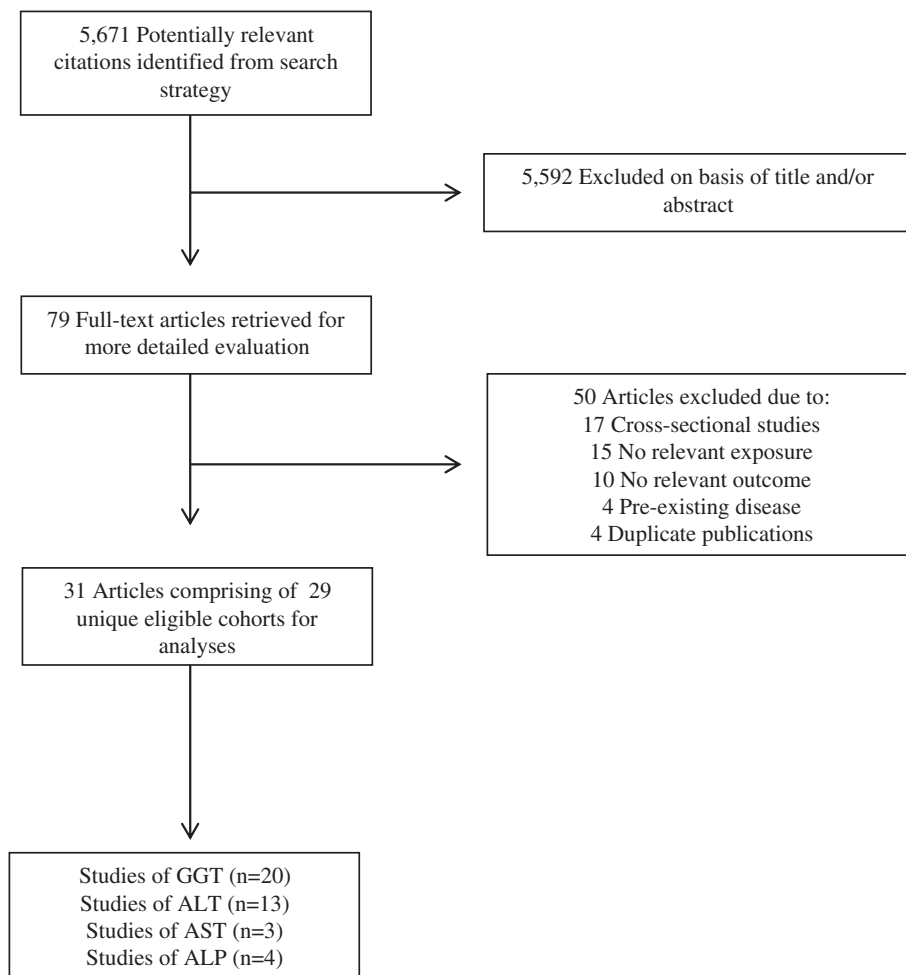 5,671 Potentially relevant
citations identified from search
strategy
5,592 Excluded on basis of title and/or
abstract
79 Full-text articles retrieved for
more detailed evaluation
50 Articles excluded due to:
17 Cross-sectional studies
15 No relevant exposure
10 No relevant outcome
4 Pre-existing disease
4 Duplicate publications
31 Articles comprising of 29
unique eligible cohorts for
analyses
Studies of GGT (n=20)
Studies of ALT (n=13)
Studies of AST (n=3)
Studies of ALP (n=4)